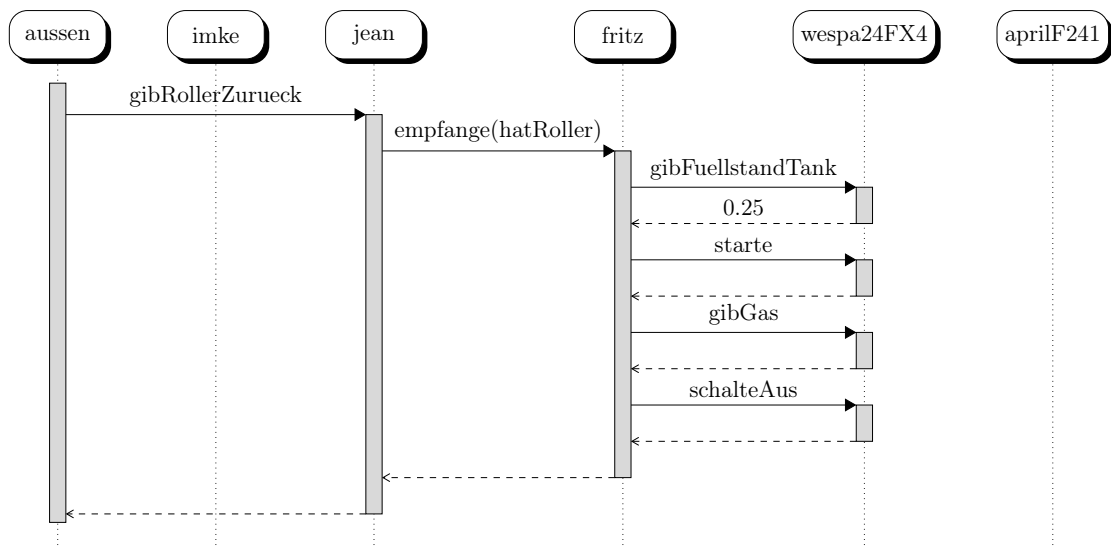 aussen
imke
jean
fritz
wespa24FX4
aprilF241
gibRollerZurueck
empfange(hatRoller)
gibFuellstandTank
0.25
starte
gibGas
schalteAus